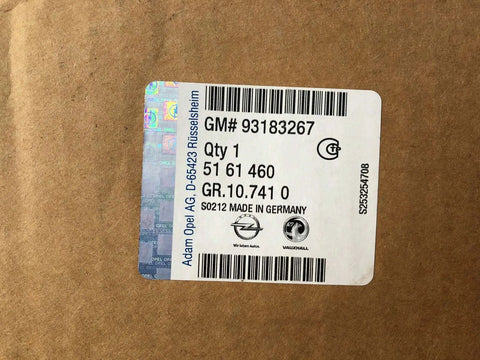 Adam Opel AG, D-65423 Rüsselsheim
GM# 93183267
Qty 1
51 61 460
GR.10.741 0
S0212 MADE IN GERMANY
Wir leben Autos.
VAUXHALL
S253254708